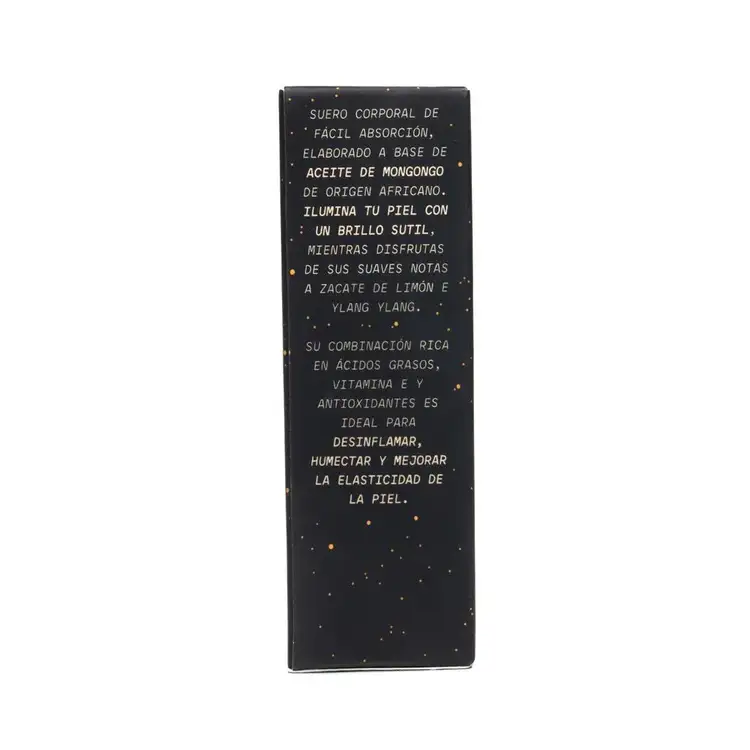 SUERO CORPORAL DE
FÁCIL ABSORCIÓN,
ELABORADO A BASE DE
ACEITE DE MONGONGO
DE ORIGEN AFRICANO.
ILUMINA TU PIEL CON
UN BRILLO SUTIL,
MIENTRAS DISFRUTAS
DE SUS SUAVES NOTAS
A ZACATE DE LIMÓN E
YLANG YLANG.
SU COMBINACIÓN RICA
EN ÁCIDOS GRASOS,
VITAMINA E Y
ANTIOXIDANTES ES
IDEAL PARA
DESINFLAMAR,
HUMECTAR Y MEJORAR
LA ELASTICIDAD DE
LA PIEL.